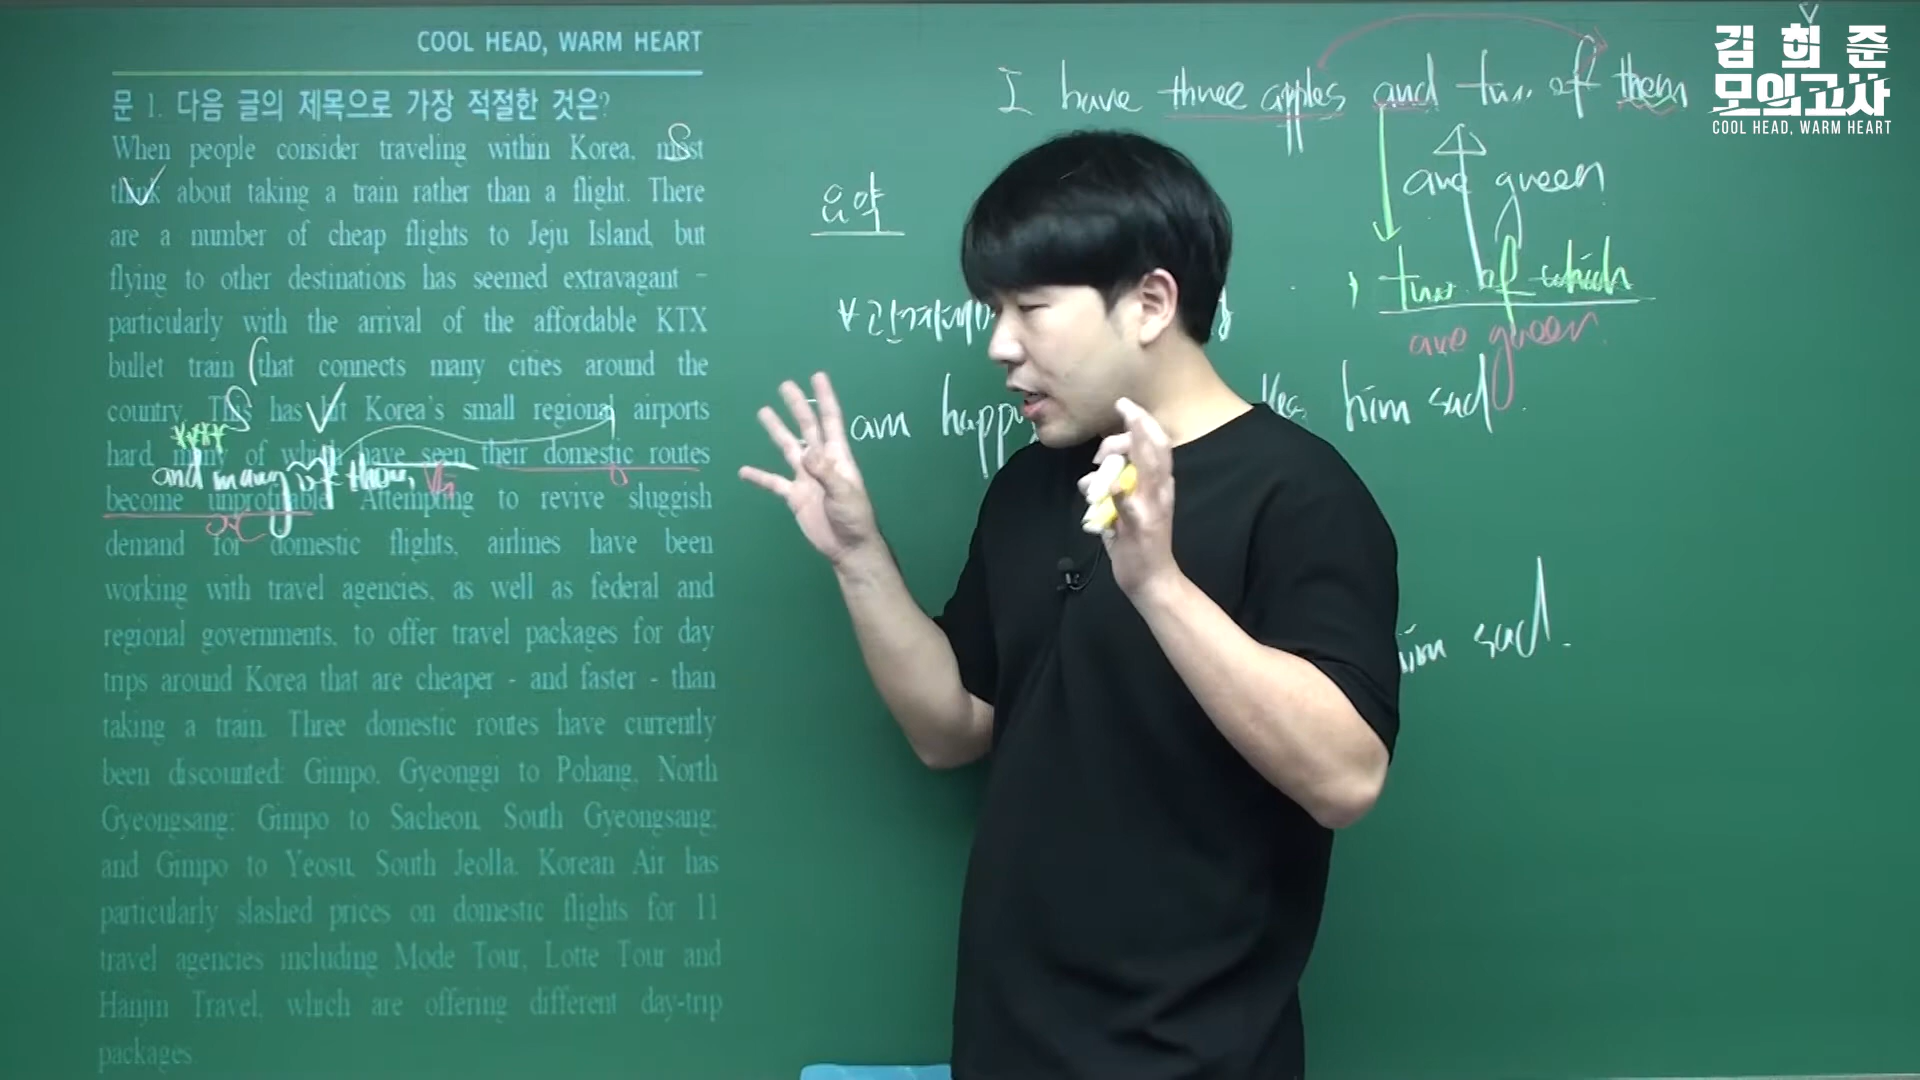 COOL HEAD, WARM HEART
문 1. 다음 글의 제목으로 가장 적절한 것은?
When people consider traveling within Korea, most
think about taking a train rather than a flight. There
are a number of cheap flights to Jeju Island, but
flying to other destinations has seemed extravagant -
particularly with the arrival of the affordable KTX
bullet train that connects many cities around the
country. This has hit Korea's small regional airports
hard, many of which have seen their domestic routes
and many of them,
become unprofitable. Attempting to revive sluggish
O.C
demand for domestic flights, airlines have been
working with travel agencies, as well as federal and
regional governments, to offer travel packages for day
trips around Korea that are cheaper - and faster - than
taking a train. Three domestic routes have currently
been discounted: Gimpo, Gyeonggi to Pohang, North
Gyeongsang; Gimpo to Sacheon, South Gyeongsang;
and Gimpo to Yeosu, South Jeolla. Korean Air has
particularly slashed prices on domestic flights for 11
travel agencies including Mode Tour, Lotte Tour and
Hanjin Travel, which are offering different day-trip
packages.
I have three apples and two of them
are green
요약
, two of which
are green.
I am happy
him sad.
him sad.
김희준
모의고사
COOL HEAD, WARM HEART